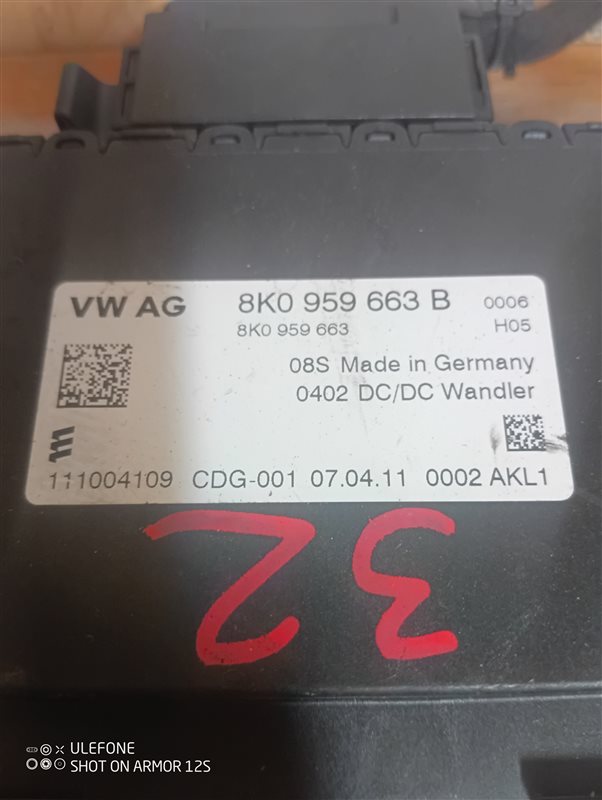 VW AG 8K0 959 663 B 0006
8K0 959 663 H05
08S Made in Germany
0402 DC/DC Wandler
111004109 CDG-001 07.04.11 0002 AKL1
32
ULEFONE
SHOT ON ARMOR 12S